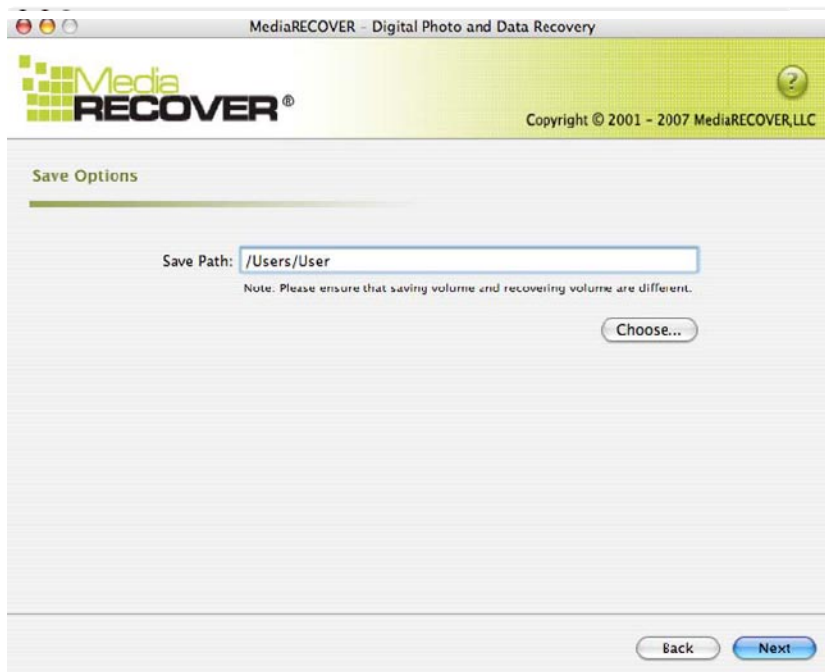 MediaRECOVER - Digital Photo and Data Recovery
Media
RECOVER®
?
Copyright © 2001 - 2007 MediaRECOVER,LLC
Save Options
Save Path: /Users/User
Note: Please ensure that saving volume and recovering volume are different.
Choose...
Back Next